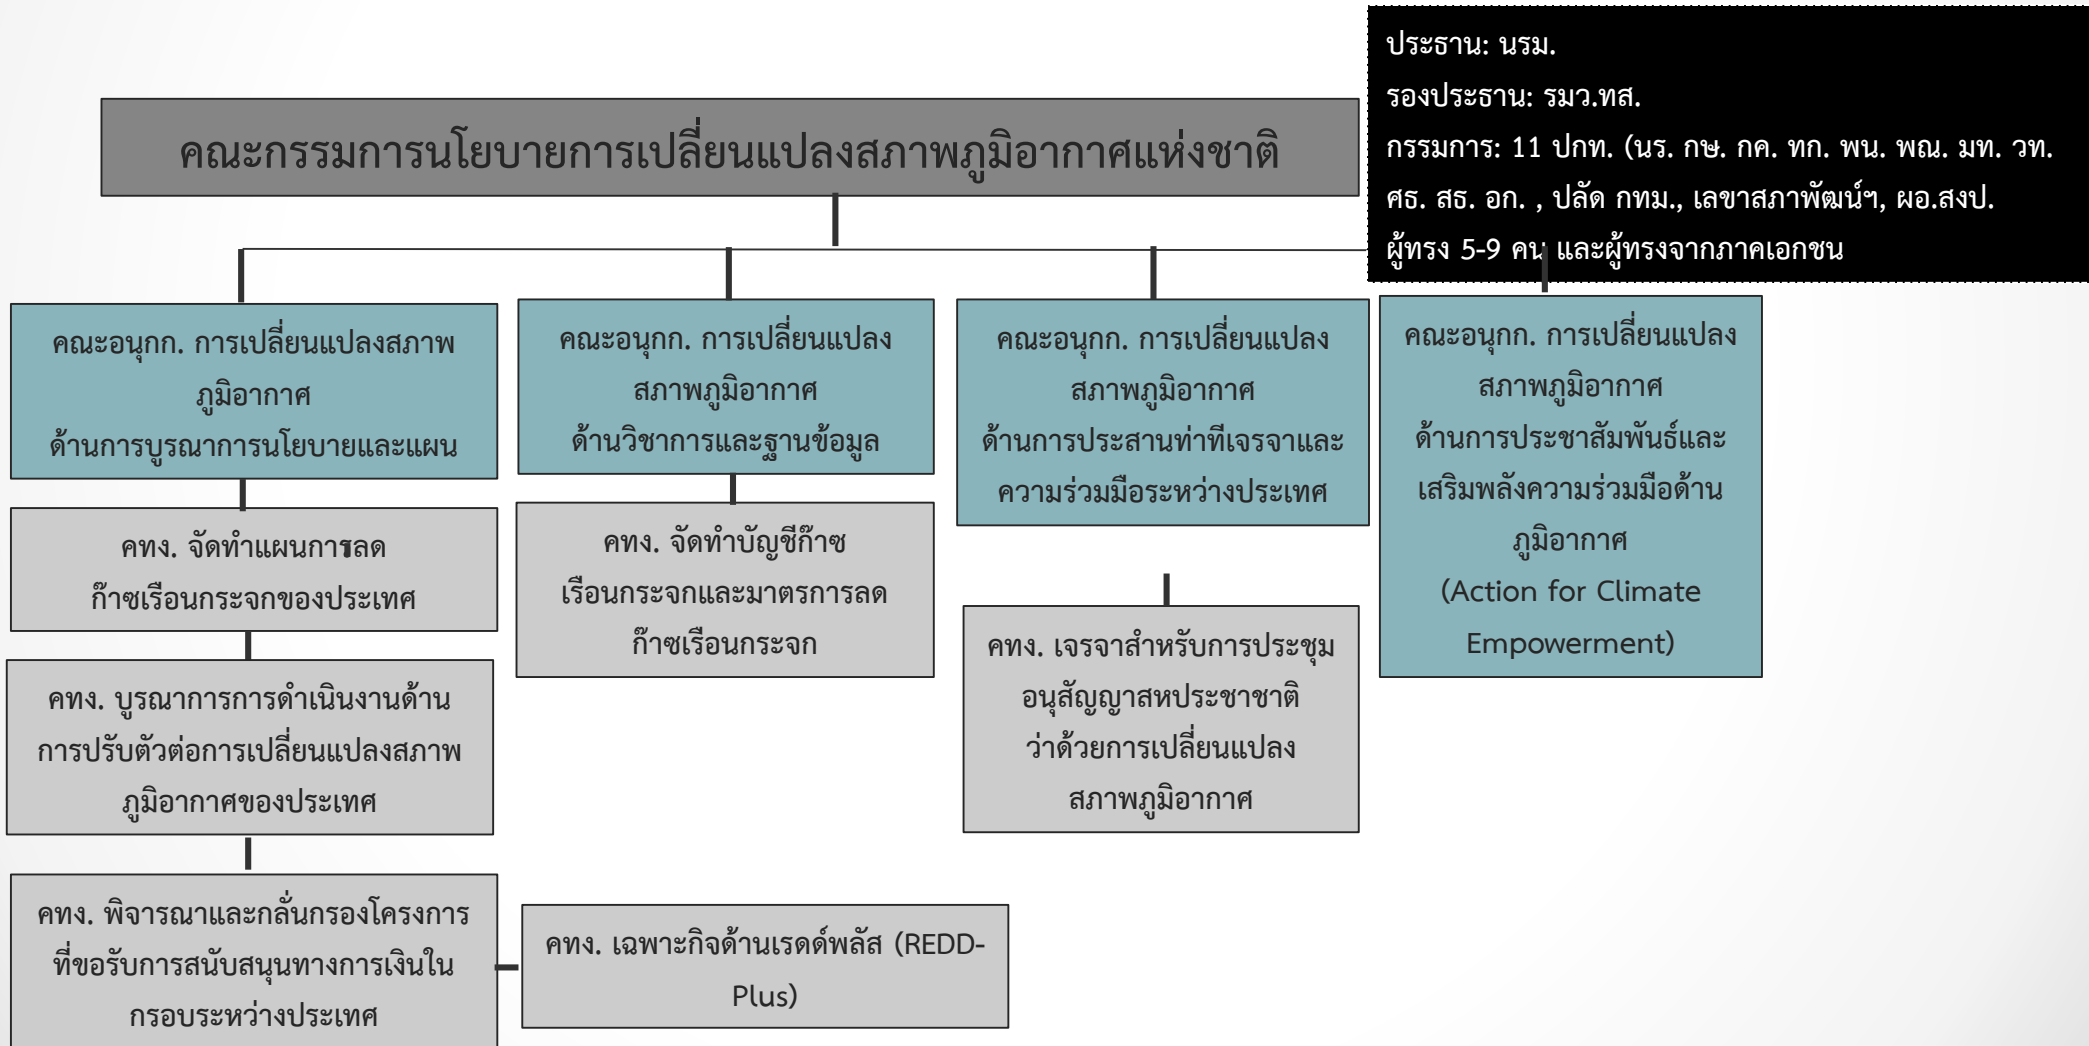 ประธาน: นรม.
รองประธาน: รมว.ทส.
กรรมการ: 11 ปกท. (นร. กษ. กค. ทก. พน. พณ. มท. วท.
ศธ. สธ. อก. , ปลัด กทม., เลขาสภาพัฒน์ฯ, ผอ.สงป.
ผู้ทรง 5-9 คน และผู้ทรงจากภาคเอกชน
คณะกรรมการนโยบายการเปลี่ยนแปลงสภาพภูมิอากาศแห่งชาติ
คณะอนุกก. การเปลี่ยนแปลงสภาพ
ภูมิอากาศ
ด้านการบูรณาการนโยบายและแผน
คณะอนุกก. การเปลี่ยนแปลง
สภาพภูมิอากาศ
ด้านวิชาการและฐานข้อมูล
คณะอนุกก. การเปลี่ยนแปลง
สภาพภูมิอากาศ
ด้านการประสานท่าทีเจรจาและ
ความร่วมมือระหว่างประเทศ
คณะอนุกก. การเปลี่ยนแปลง
สภาพภูมิอากาศ
ด้านการประชาสัมพันธ์และ
เสริมพลังความร่วมมือด้าน
ภูมิอากาศ
(Action for Climate
Empowerment)
คทง. จัดทำแผนการลด
ก๊าซเรือนกระจกของประเทศ
คทง. จัดทำบัญชีก๊าซ
เรือนกระจกและมาตรการลด
ก๊าซเรือนกระจก
คทง. เจรจาสำหรับการประชุม
อนุสัญญาสหประชาชาติ
ว่าด้วยการเปลี่ยนแปลง
สภาพภูมิอากาศ
คทง. บูรณาการการดำเนินงานด้าน
การปรับตัวต่อการเปลี่ยนแปลงสภาพ
ภูมิอากาศของประเทศ
คทง. พิจารณาและกลั่นกรองโครงการ
ที่ขอรับการสนับสนุนทางการเงินใน
กรอบระหว่างประเทศ
คทง. เฉพาะกิจด้านเรดด์พลัส (REDD-
Plus)